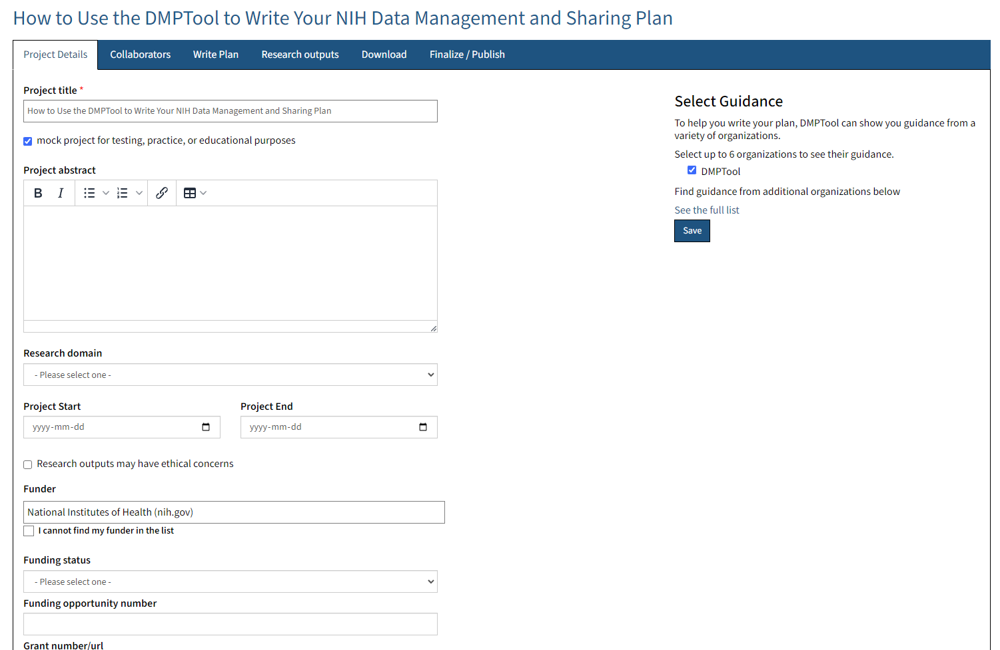 How to Use the DMPTool to Write Your NIH Data Management and Sharing Plan
Project Details
Collaborators
Write Plan
Research outputs
Download
Finalize / Publish
Project title *
How to Use the DMPTool to Write Your NIH Data Management and Sharing Plan
mock project for testing, practice, or educational purposes
Project abstract
B I
Research domain
- Please select one -
Project Start
Project End
yyyy-mm-dd
yyyy-mm-dd
Research outputs may have ethical concerns
Funder
National Institutes of Health (nih.gov)
I cannot find my funder in the list
Funding status
- Please select one -
Funding opportunity number
Grant number/url
Select Guidance
To help you write your plan, DMPTool can show you guidance from a
variety of organizations.
Select up to 6 organizations to see their guidance.
DMPTool
Find guidance from additional organizations below
See the full list
Save